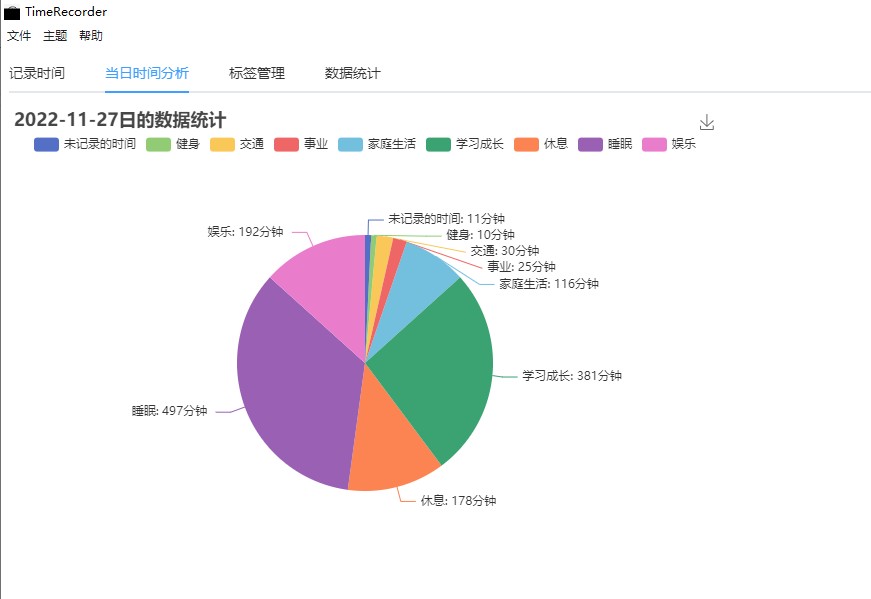 TimeRecorder
文件 主题 帮助
记录时间 当日时间分析 标签管理 数据统计
2022-11-27日的数据统计
未记录的时间 健身 交通 事业 家庭生活 学习成长 休息 睡眠 娱乐
未记录的时间: 11分钟
娱乐: 192分钟
健身: 10分钟
交通: 30分钟
事业: 25分钟
家庭生活: 116分钟
学习成长: 381分钟
睡眠: 497分钟
休息: 178分钟